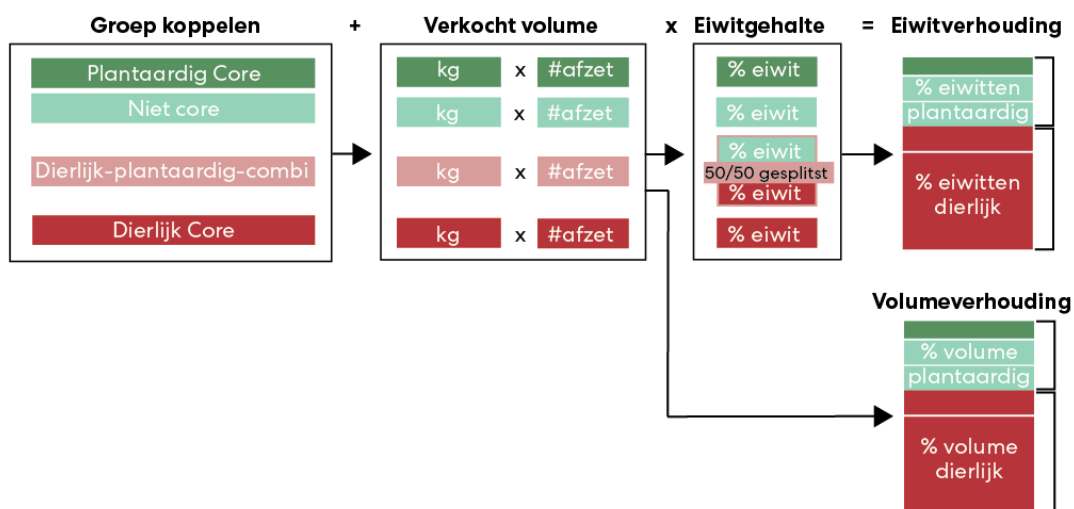 Groep koppelen + Verkocht volume x Eiwitgehalte = Eiwitverhouding
Plantaardig Core
Niet core
Dierlijk-plantaardig-combi
Dierlijk Core
kg x #afzet
kg x #afzet
kg x #afzet
kg x #afzet
% eiwit
% eiwit
% eiwit
50/50 gesplitst
% eiwit
% eiwit
% eiwitten
plantaardig
% eiwitten
dierlijk
Volumeverhouding
% volume
plantaardig
% volume
dierlijk